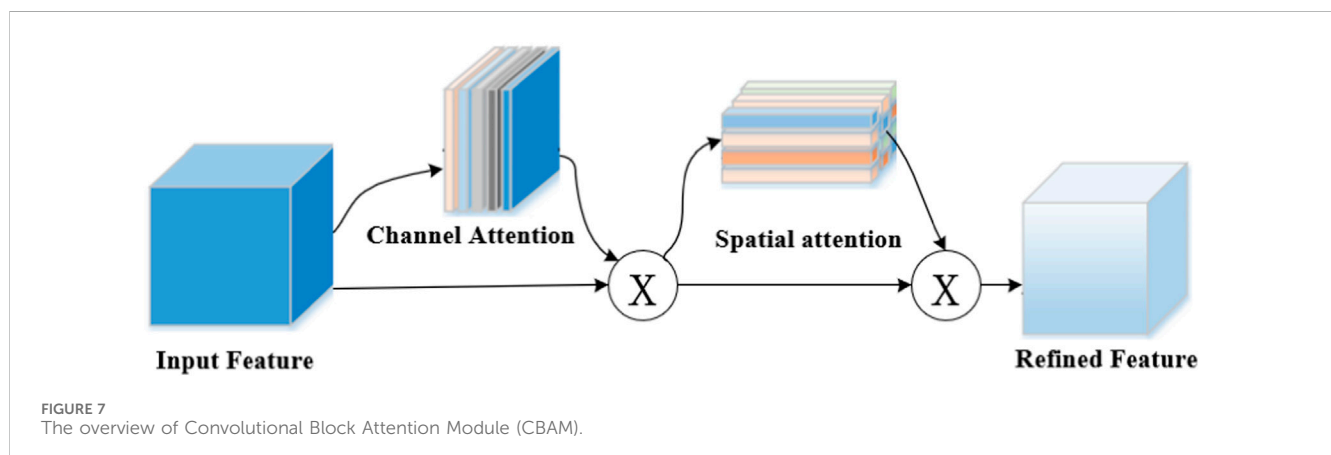 Channel Attention
Spatial attention
X
X
Input Feature
Refined Feature
FIGURE 7
The overview of Convolutional Block Attention Module (CBAM).